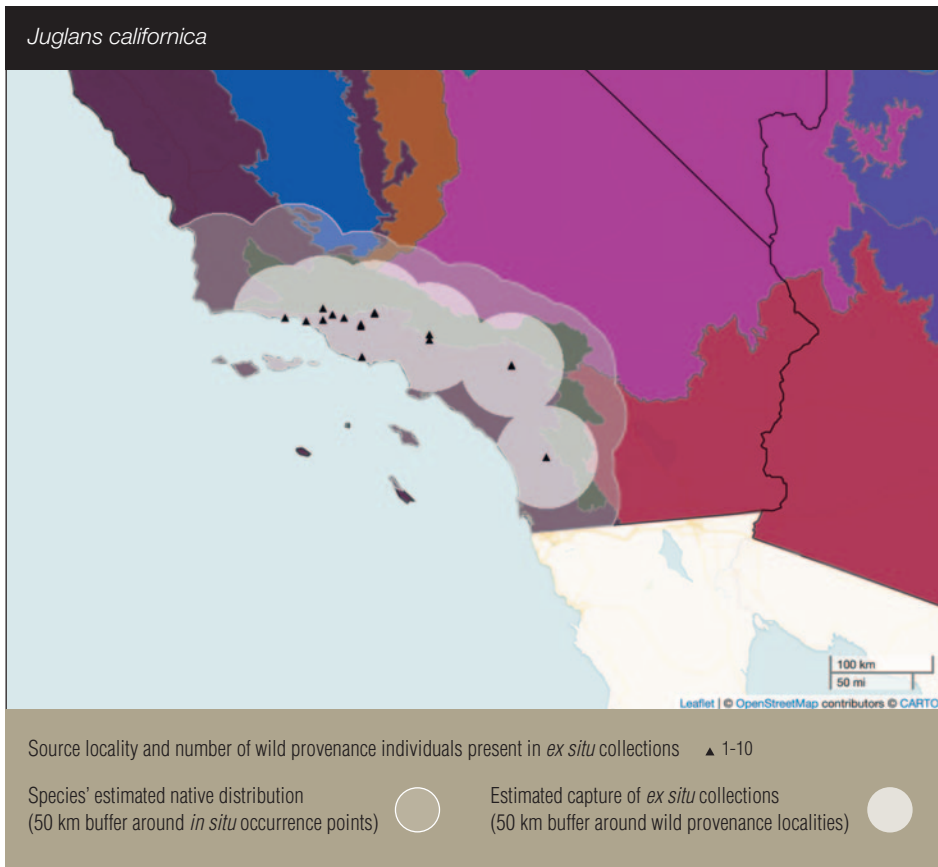 Juglans californica
100 km
50 mi
Leaflet | © OpenStreetMap contributors © CARTO
Source locality and number of wild provenance individuals present in ex situ collections ▲ 1-10
Species’ estimated native distribution
(50 km buffer around in situ occurrence points)
Estimated capture of ex situ collections
(50 km buffer around wild provenance localities)